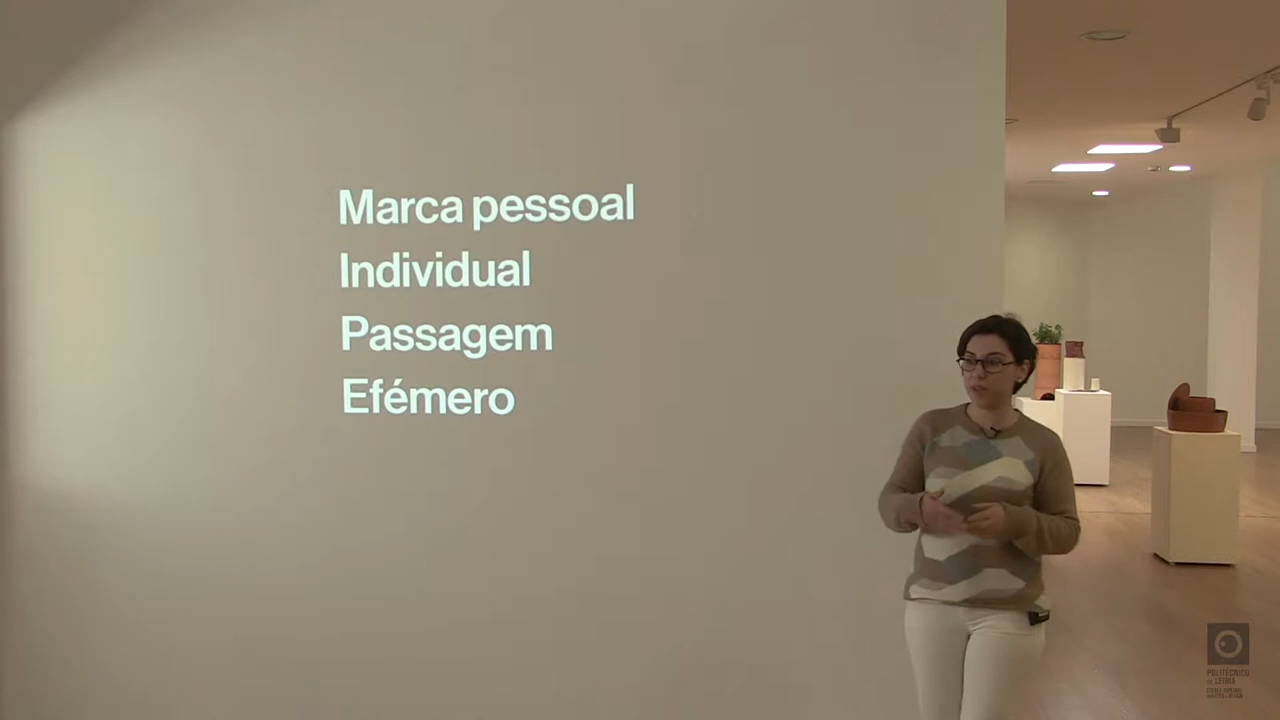 Marca pessoal
Individual
Passagem
Efémero
POLITÉCNICO
DE LEIRIA